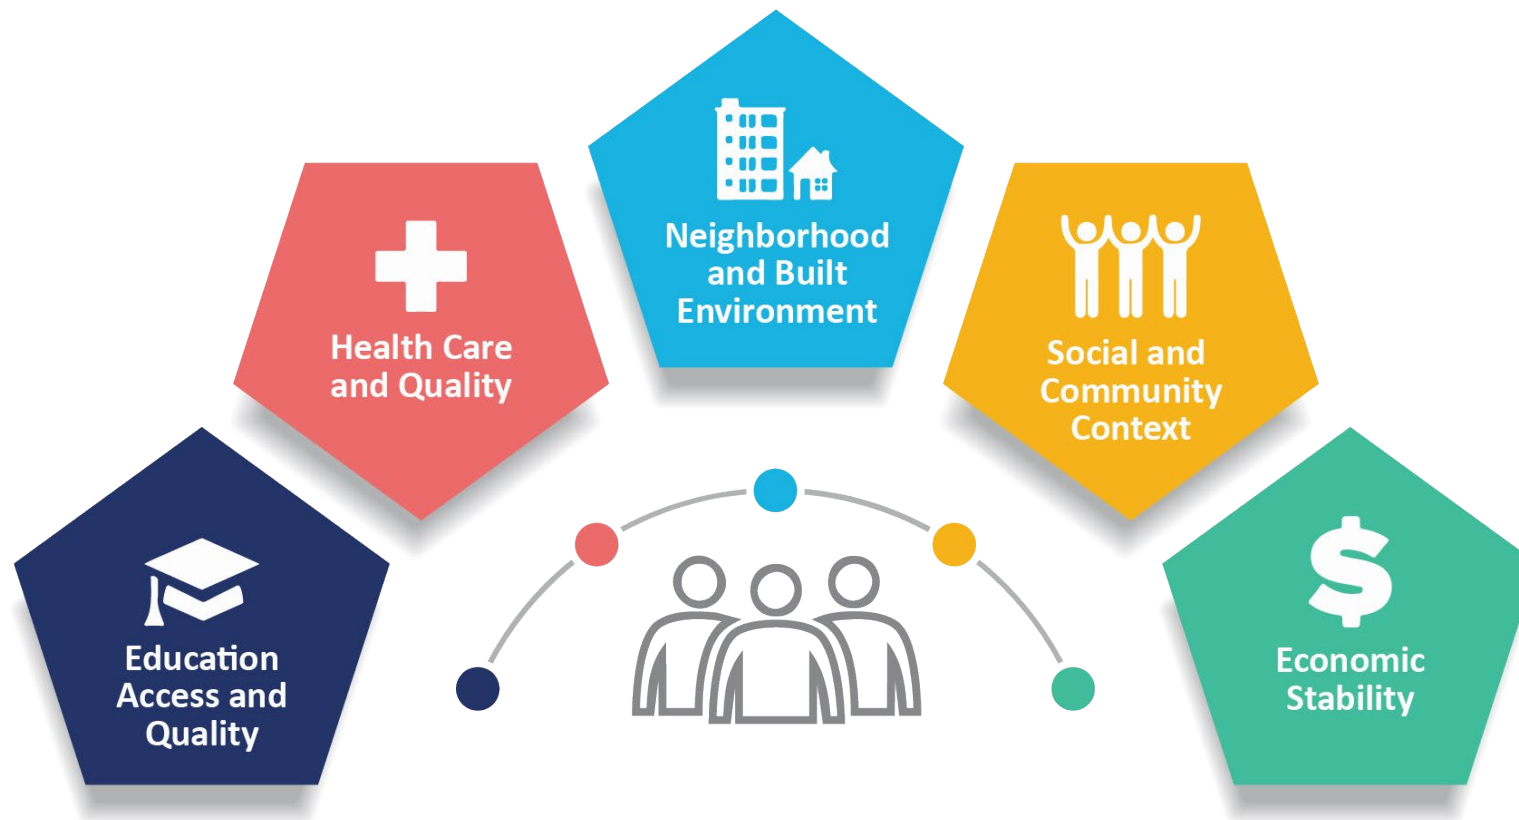 Education
Access and
Quality
Health Care
and Quality
Neighborhood
and Built
Environment
Social and
Community
Context
Economic
Stability